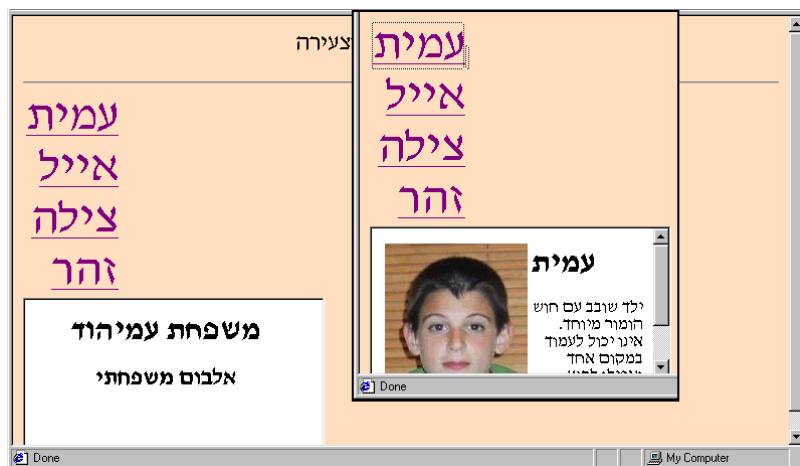 צעירה
עמית
אייל
צילה
זהר
משפחת עמיהוד
אלבום משפחתי
Done
My Computer
עמית
אייל
צילה
זהר
עמית
ילד שובב עם חוש
הומור מיוחד.
אינו יכול לעמוד
במקום אחד
Done